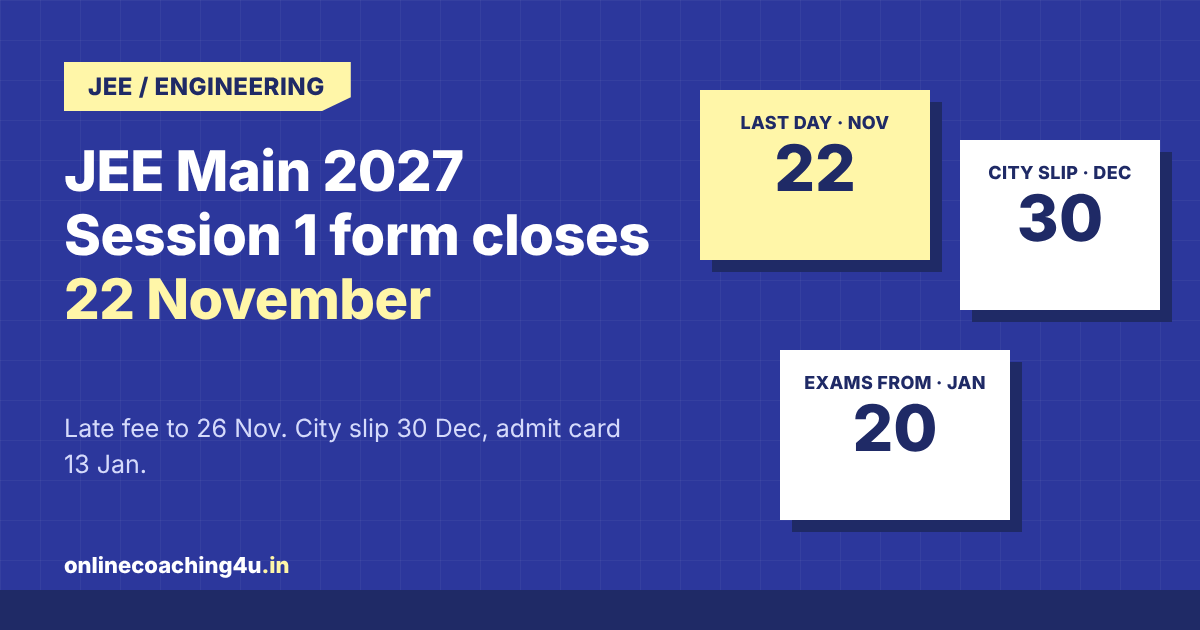 JEE / ENGINEERING
JEE Main 2027
Session 1 form closes
22 November
Late fee to 26 Nov. City slip 30 Dec, admit card
13 Jan.
onlinecoaching4u.in
LAST DAY · NOV
22
CITY SLIP · DEC
30
EXAMS FROM · JAN
20